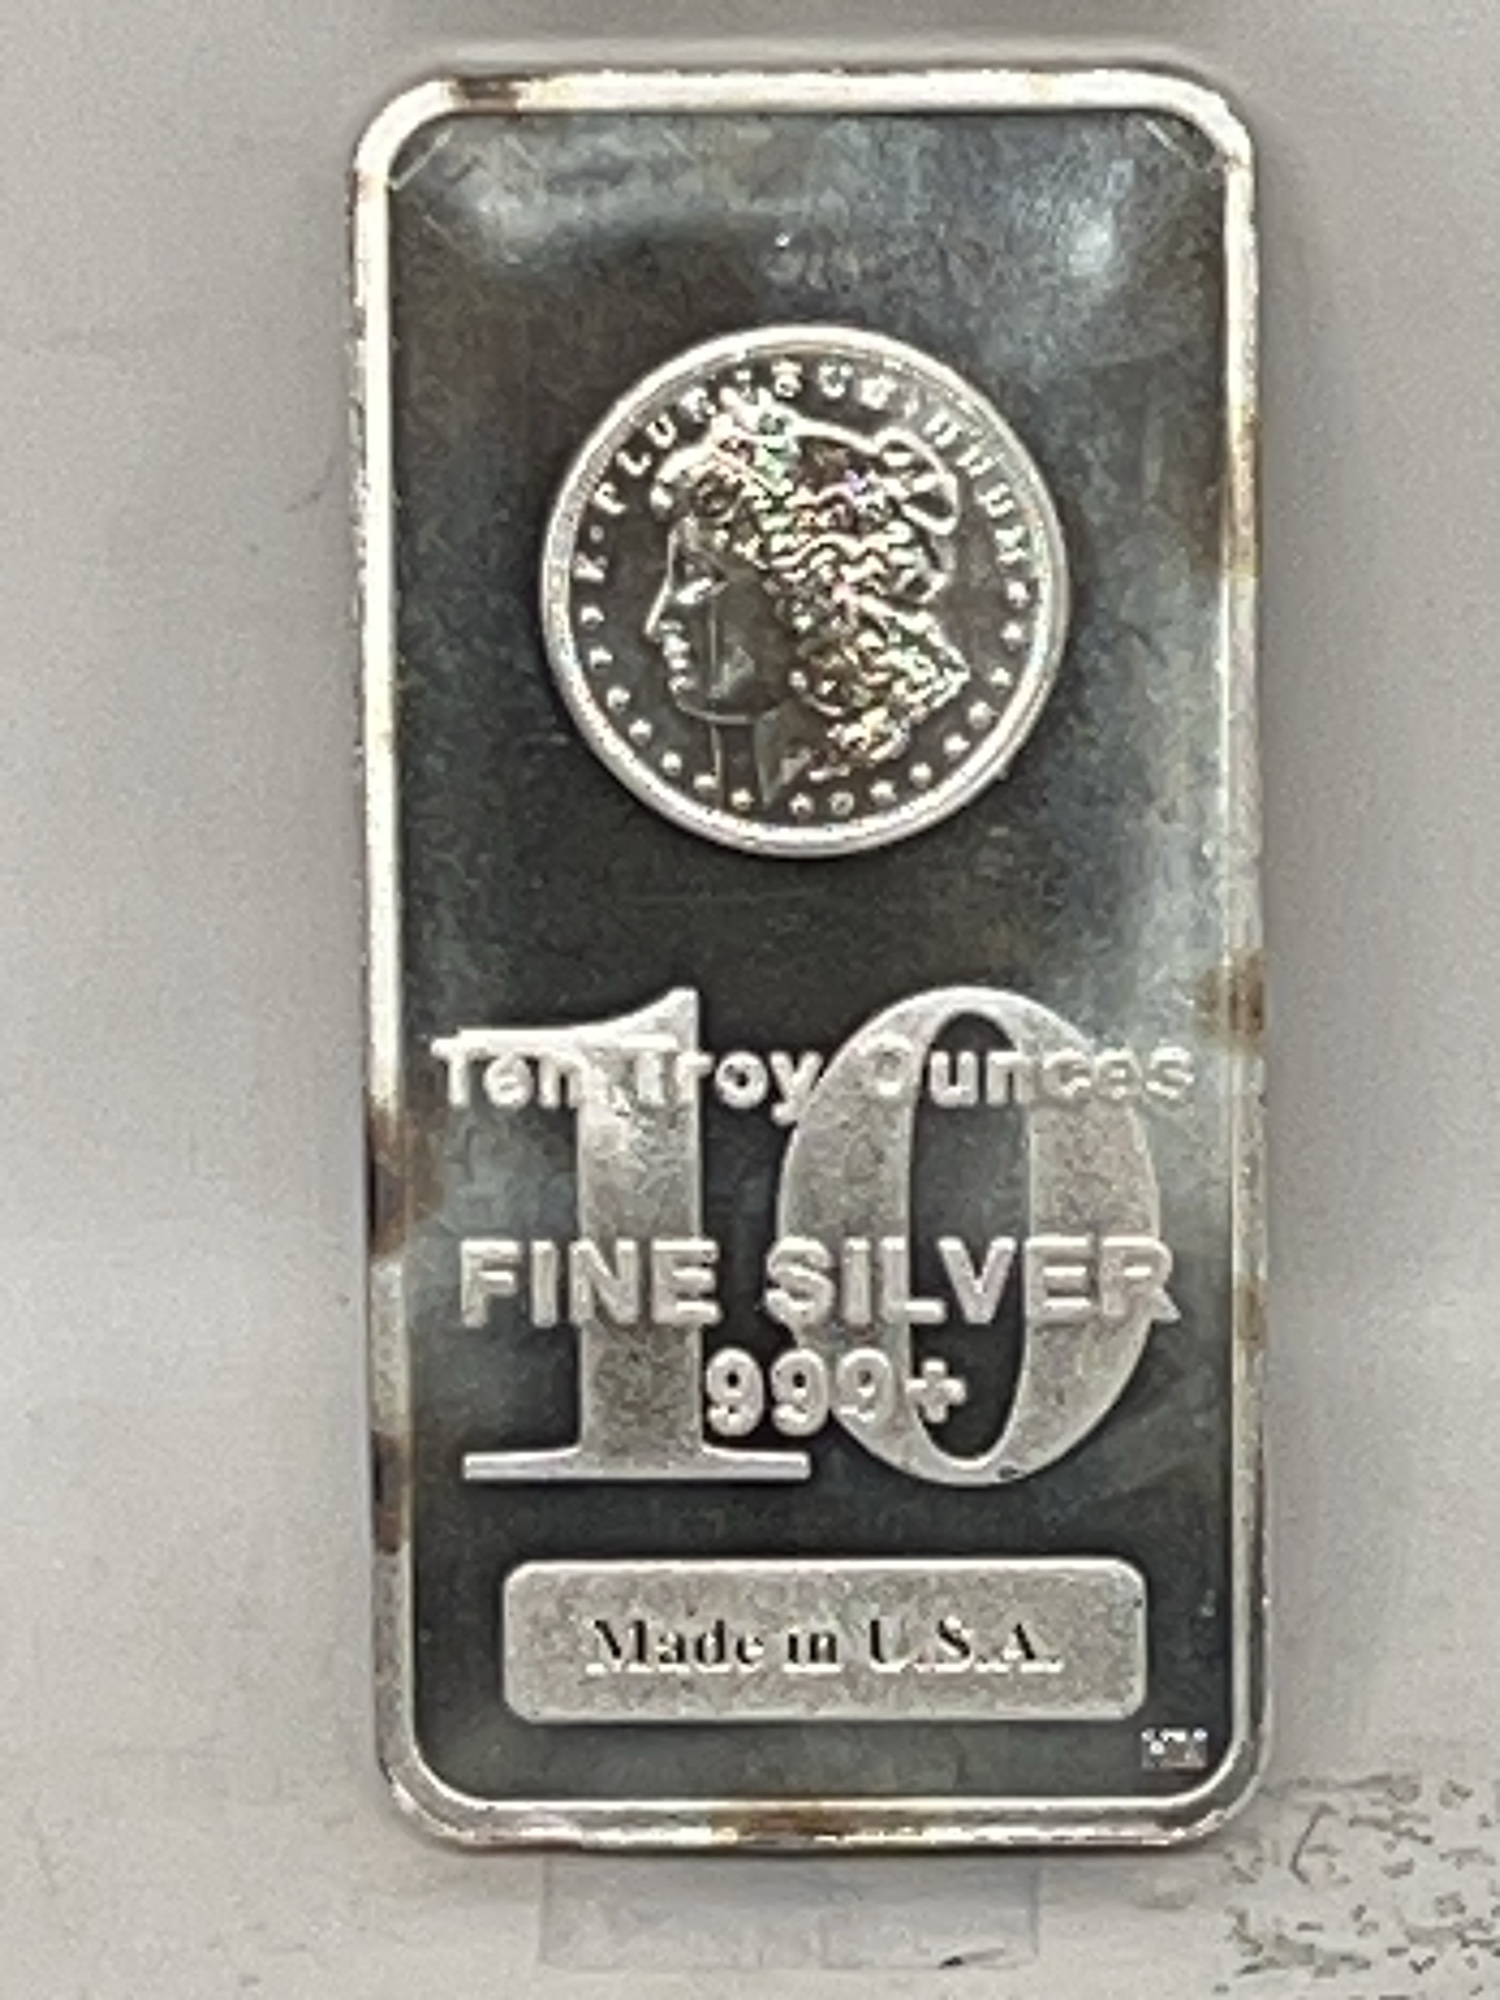 E·PLURIBUS·UNUM
10
Ten Troy Ounces
FINE SILVER
999+
Made in U.S.A.